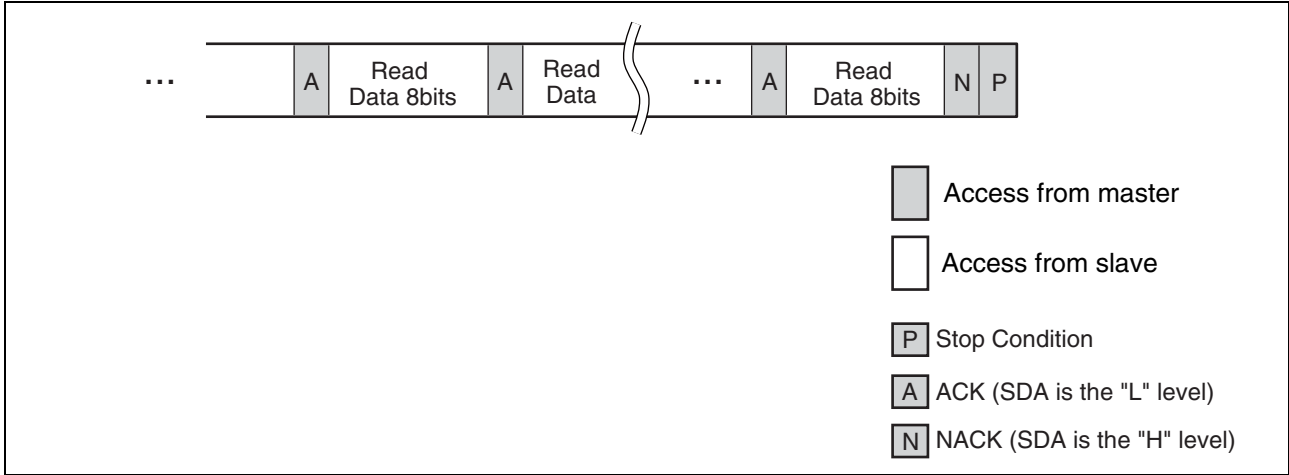 ... A Read Data 8bits A Read Data ... A Read Data 8bits N P
Access from master
Access from slave
P Stop Condition
A ACK (SDA is the "L" level)
N NACK (SDA is the "H" level)